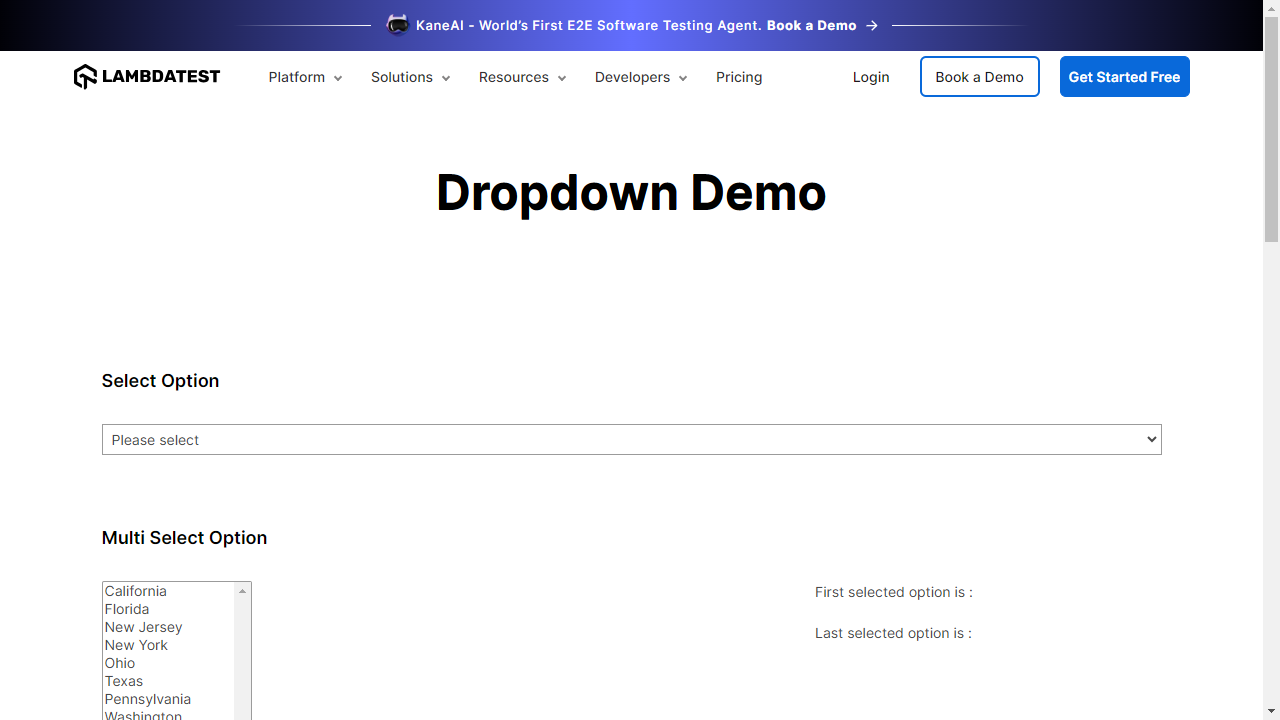 KaneAI - World's First E2E Software Testing Agent. Book a Demo →
LAMBDATEST Platform Solutions Resources Developers Pricing Login Book a Demo Get Started Free
Dropdown Demo
Select Option
Please select
Multi Select Option
California
Florida
New Jersey
New York
Ohio
Texas
Pennsylvania
Washington
First selected option is :
Last selected option is :